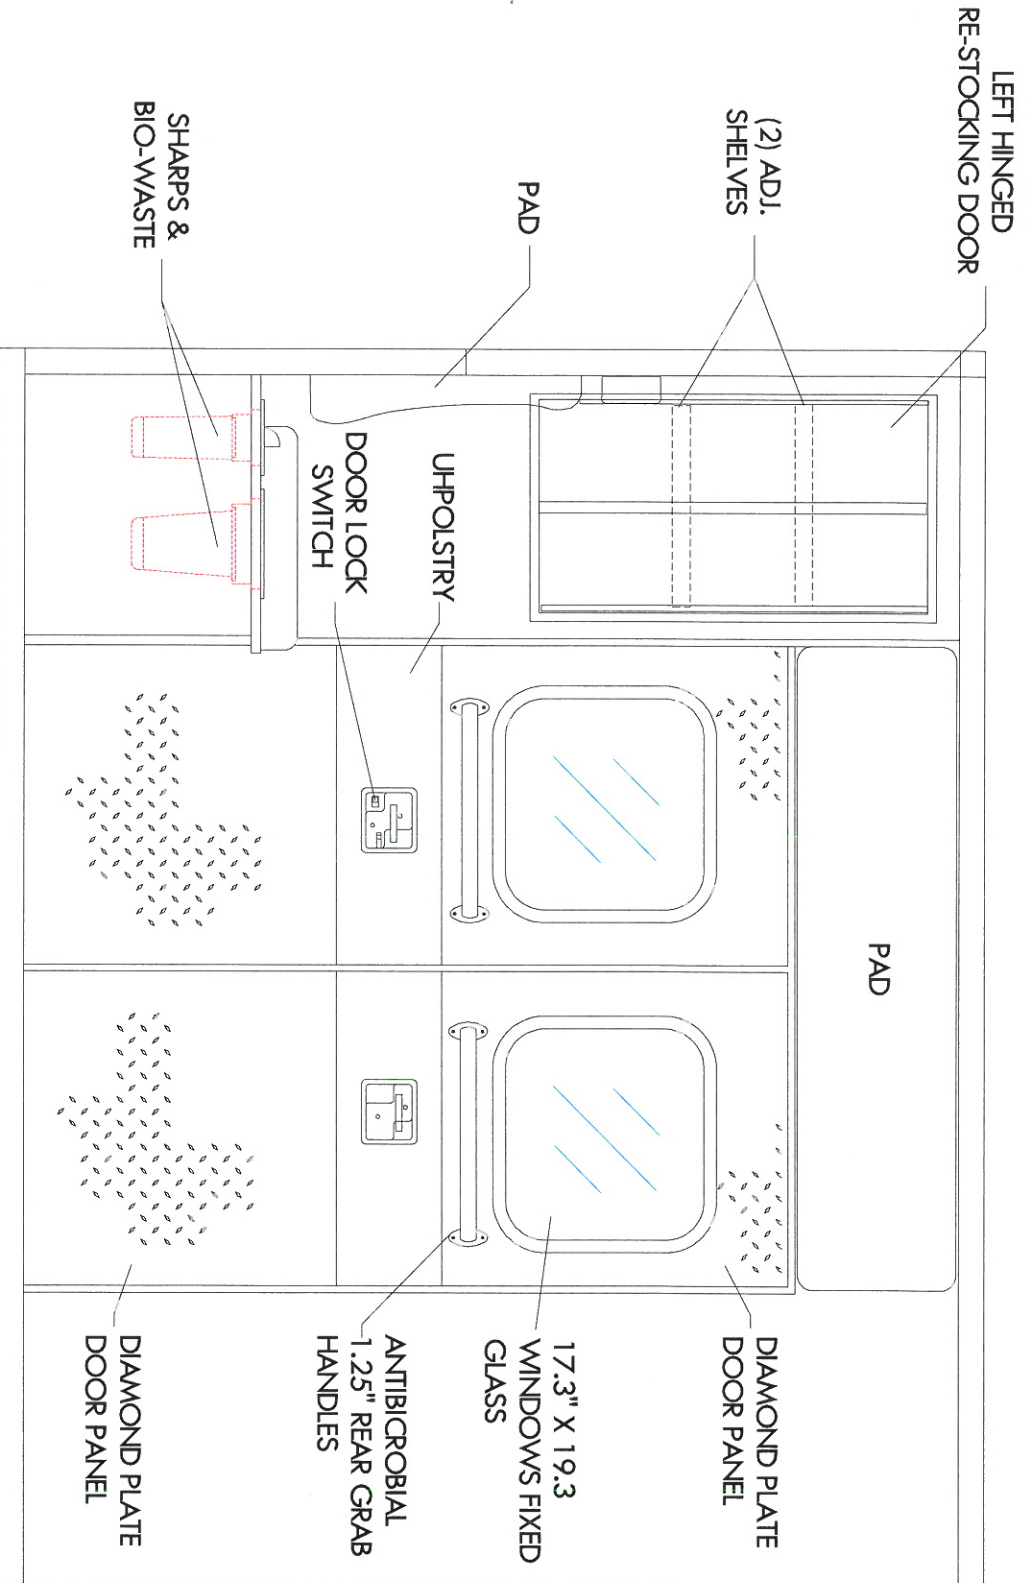 LEFT HINGED
RE-STOCKING DOOR
(2) ADJ.
SHELVES
PAD
SHARPS &
BIO-WASTE
UHPOLSTRY
DOOR LOCK
SWITCH
PAD
DIAMOND PLATE
DOOR PANEL
17.3" X 19.3
WINDOWS FIXED
GLASS
ANTIBICROBIAL
1.25" REAR GRAB
HANDLES
DIAMOND PLATE
DOOR PANEL